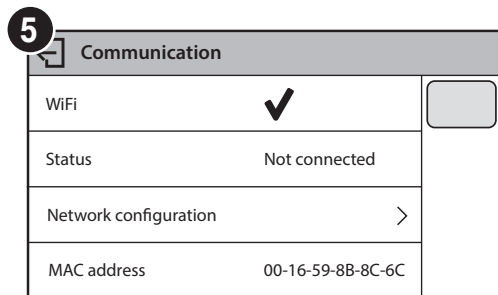 5
Communication
WiFi
Status Not connected
Network configuration
MAC address 00-16-59-8B-8C-6C